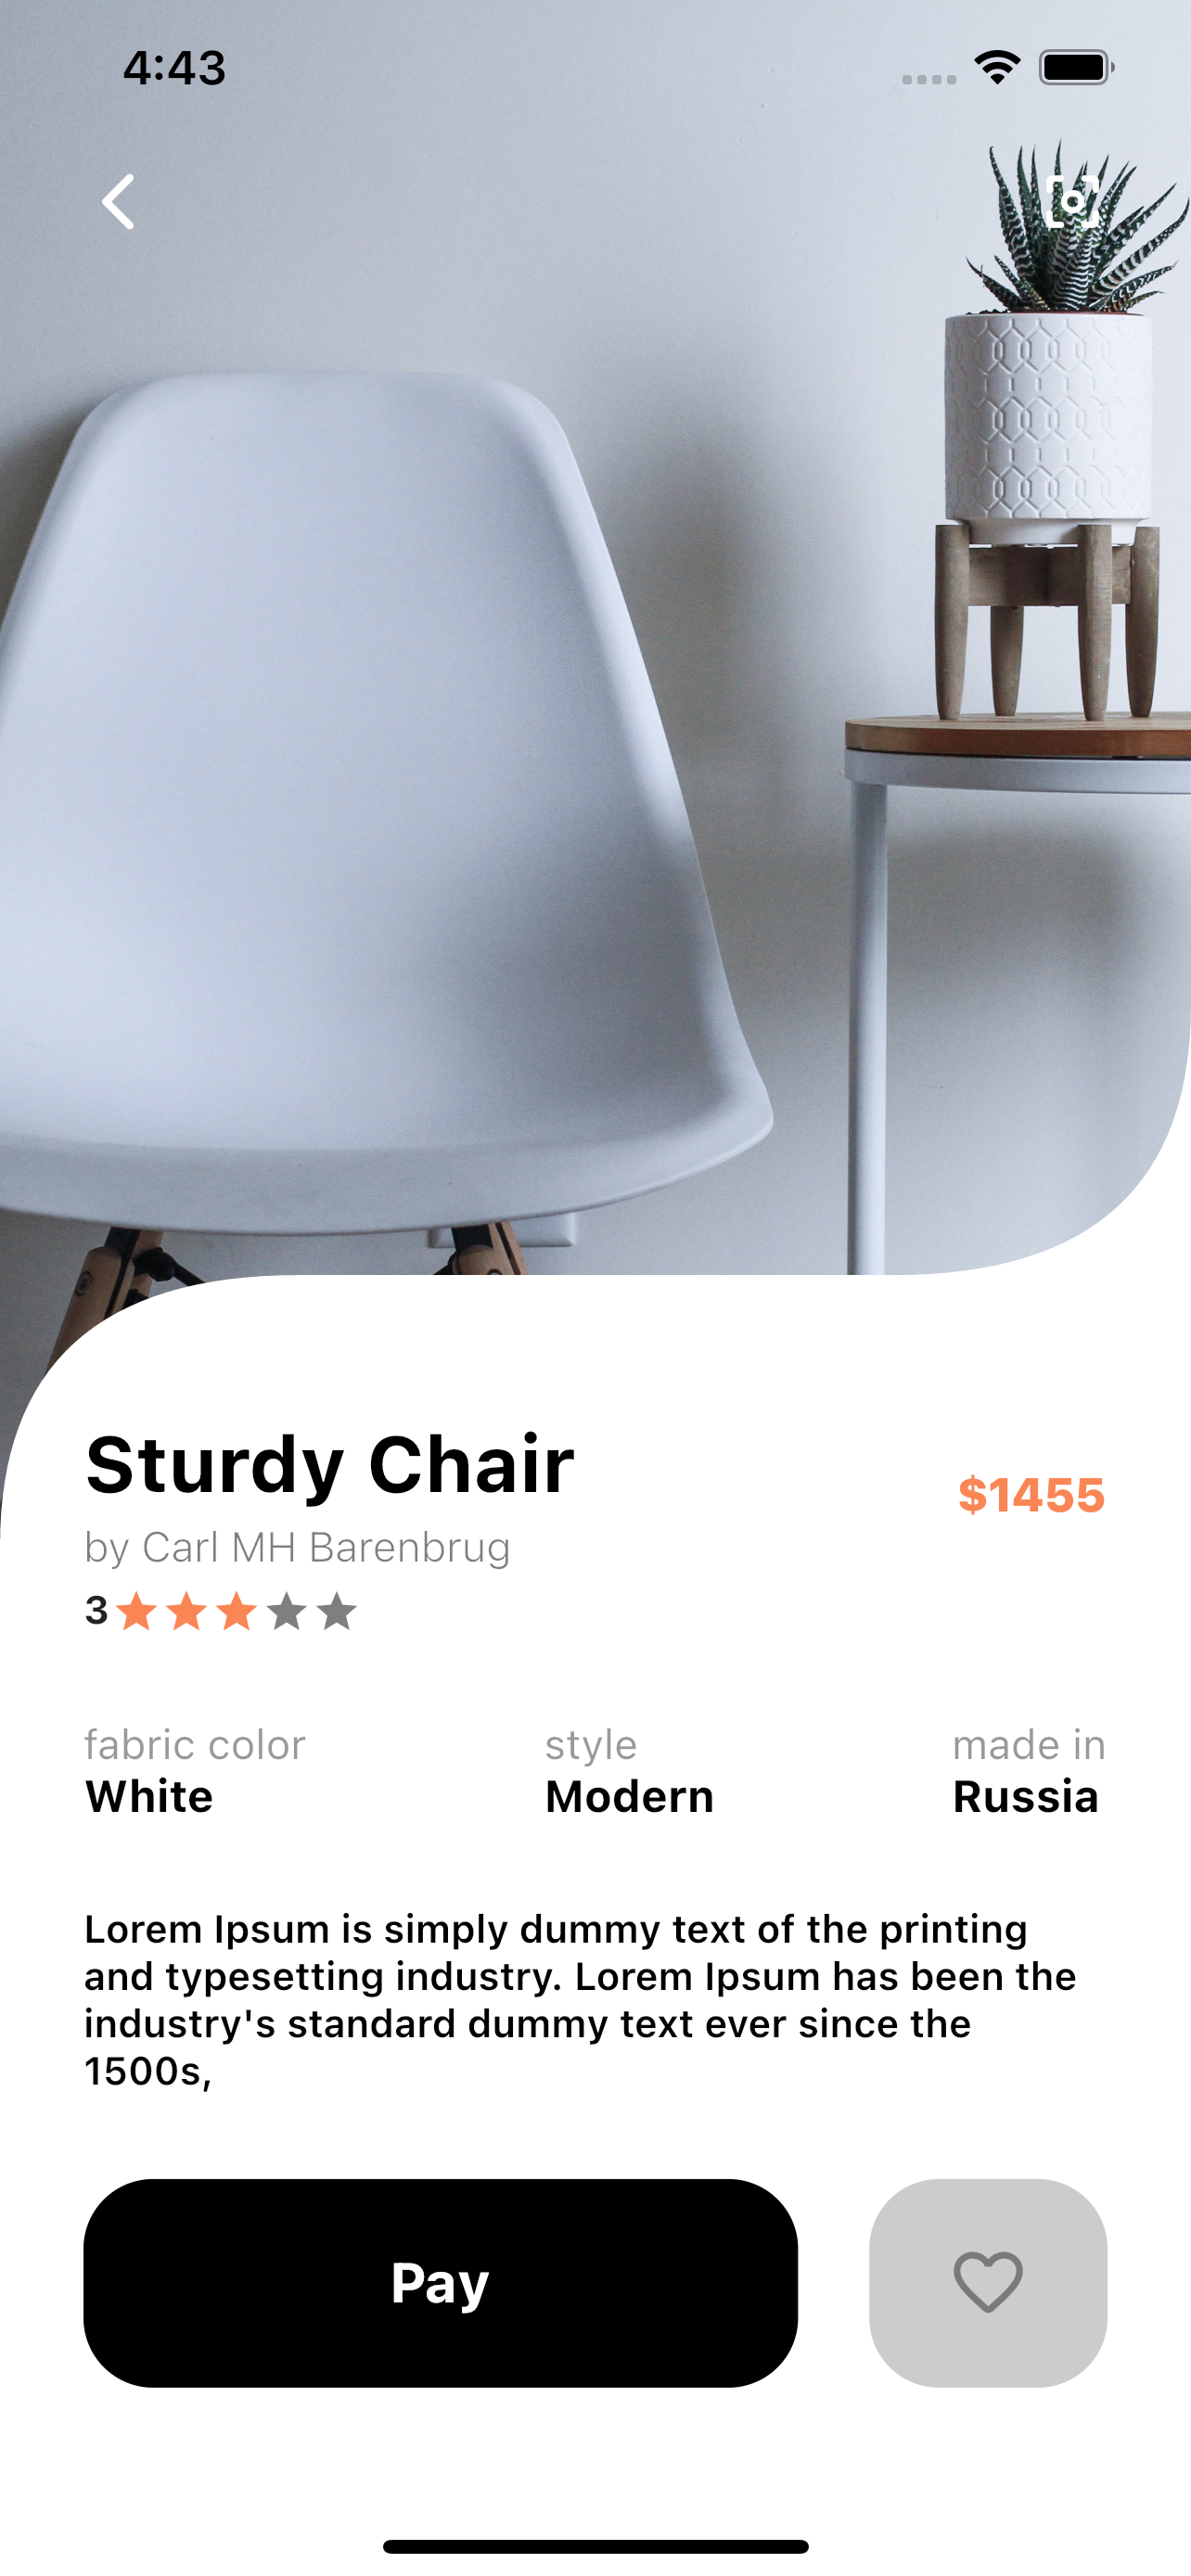 4:43
Sturdy Chair
$1455
by Carl MH Barenbrug
3
fabric color
style
made in
White
Modern
Russia
Lorem Ipsum is simply dummy text of the printing
and typesetting industry. Lorem Ipsum has been the
industry's standard dummy text ever since the
1500s,
Pay